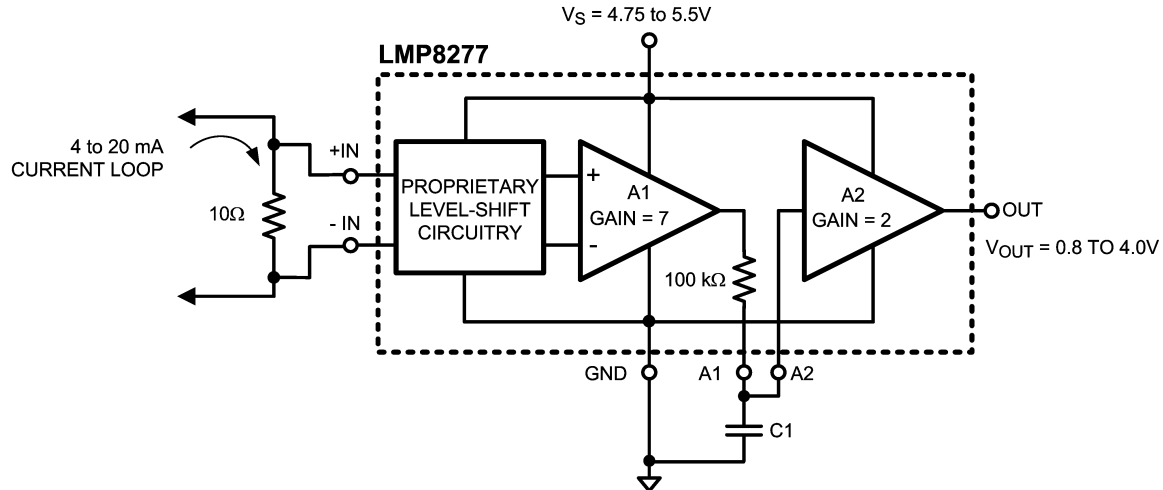 V_S = 4.75 to 5.5V
LMP8277
4 to 20 mA
CURRENT LOOP
+IN
10Ω
- IN
PROPRIETARY
LEVEL-SHIFT
CIRCUITRY
+
-
A1
GAIN = 7
100 kΩ
A2
GAIN = 2
OUT
V_OUT = 0.8 TO 4.0V
GND
A1
A2
C1